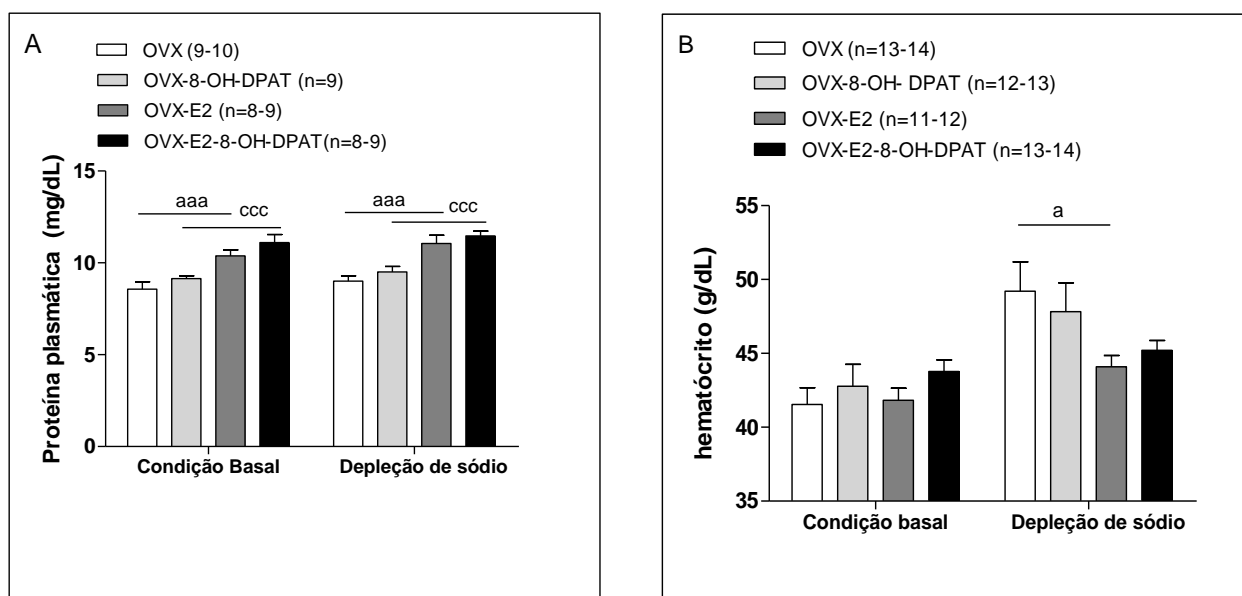 A
OVX (9-10)
OVX-8-OH-DPAT (n=9)
OVX-E2 (n=8-9)
OVX-E2-8-OH-DPAT(n=8-9)
Proteína plasmática (mg/dL)
15
10
5
0
aaa
ccc
aaa
ccc
Condição Basal
Depleção de sódio
B
OVX (n=13-14)
OVX-8-OH- DPAT (n=12-13)
OVX-E2 (n=11-12)
OVX-E2-8-OH-DPAT (n=13-14)
hematócrito (g/dL)
55
50
45
40
35
a
Condição basal
Depleção de sódio